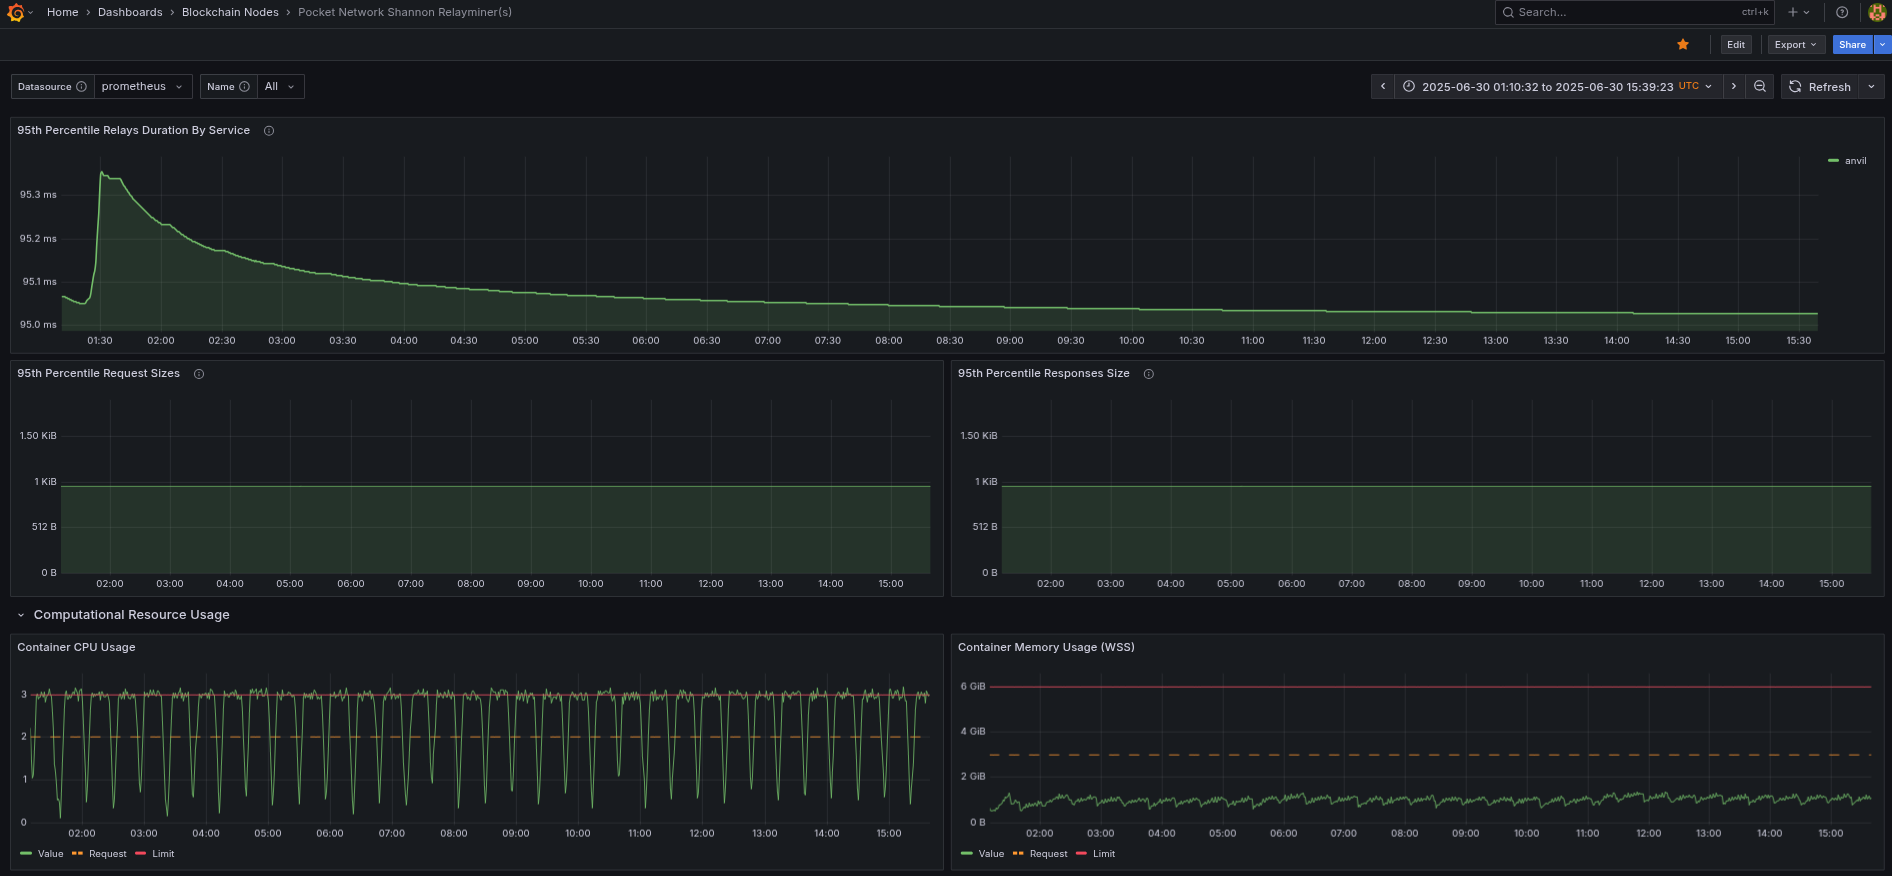 Home › Dashboards › Blockchain Nodes › Pocket Network Shannon Relayminer(s)
Search... ctrl+k
Edit Export Share
Datasource prometheus Name All
2025-06-30 01:10:32 to 2025-06-30 15:39:23 UTC Refresh
95th Percentile Relays Duration By Service
anvil
95.3 ms
95.2 ms
95.1 ms
95.0 ms
01:30 02:00 02:30 03:00 03:30 04:00 04:30 05:00 05:30 06:00 06:30 07:00 07:30 08:00 08:30 09:00 09:30 10:00 10:30 11:00 11:30 12:00 12:30 13:00 13:30 14:00 14:30 15:00 15:30
95th Percentile Request Sizes
1.50 KiB
1 KiB
512 B
0 B
02:00 03:00 04:00 05:00 06:00 07:00 08:00 09:00 10:00 11:00 12:00 13:00 14:00 15:00
95th Percentile Responses Size
1.50 KiB
1 KiB
512 B
0 B
02:00 03:00 04:00 05:00 06:00 07:00 08:00 09:00 10:00 11:00 12:00 13:00 14:00 15:00
Computational Resource Usage
Container CPU Usage
3
2
1
0
02:00 03:00 04:00 05:00 06:00 07:00 08:00 09:00 10:00 11:00 12:00 13:00 14:00 15:00
Value Request Limit
Container Memory Usage (WSS)
6 GiB
4 GiB
2 GiB
0 B
02:00 03:00 04:00 05:00 06:00 07:00 08:00 09:00 10:00 11:00 12:00 13:00 14:00 15:00
Value Request Limit